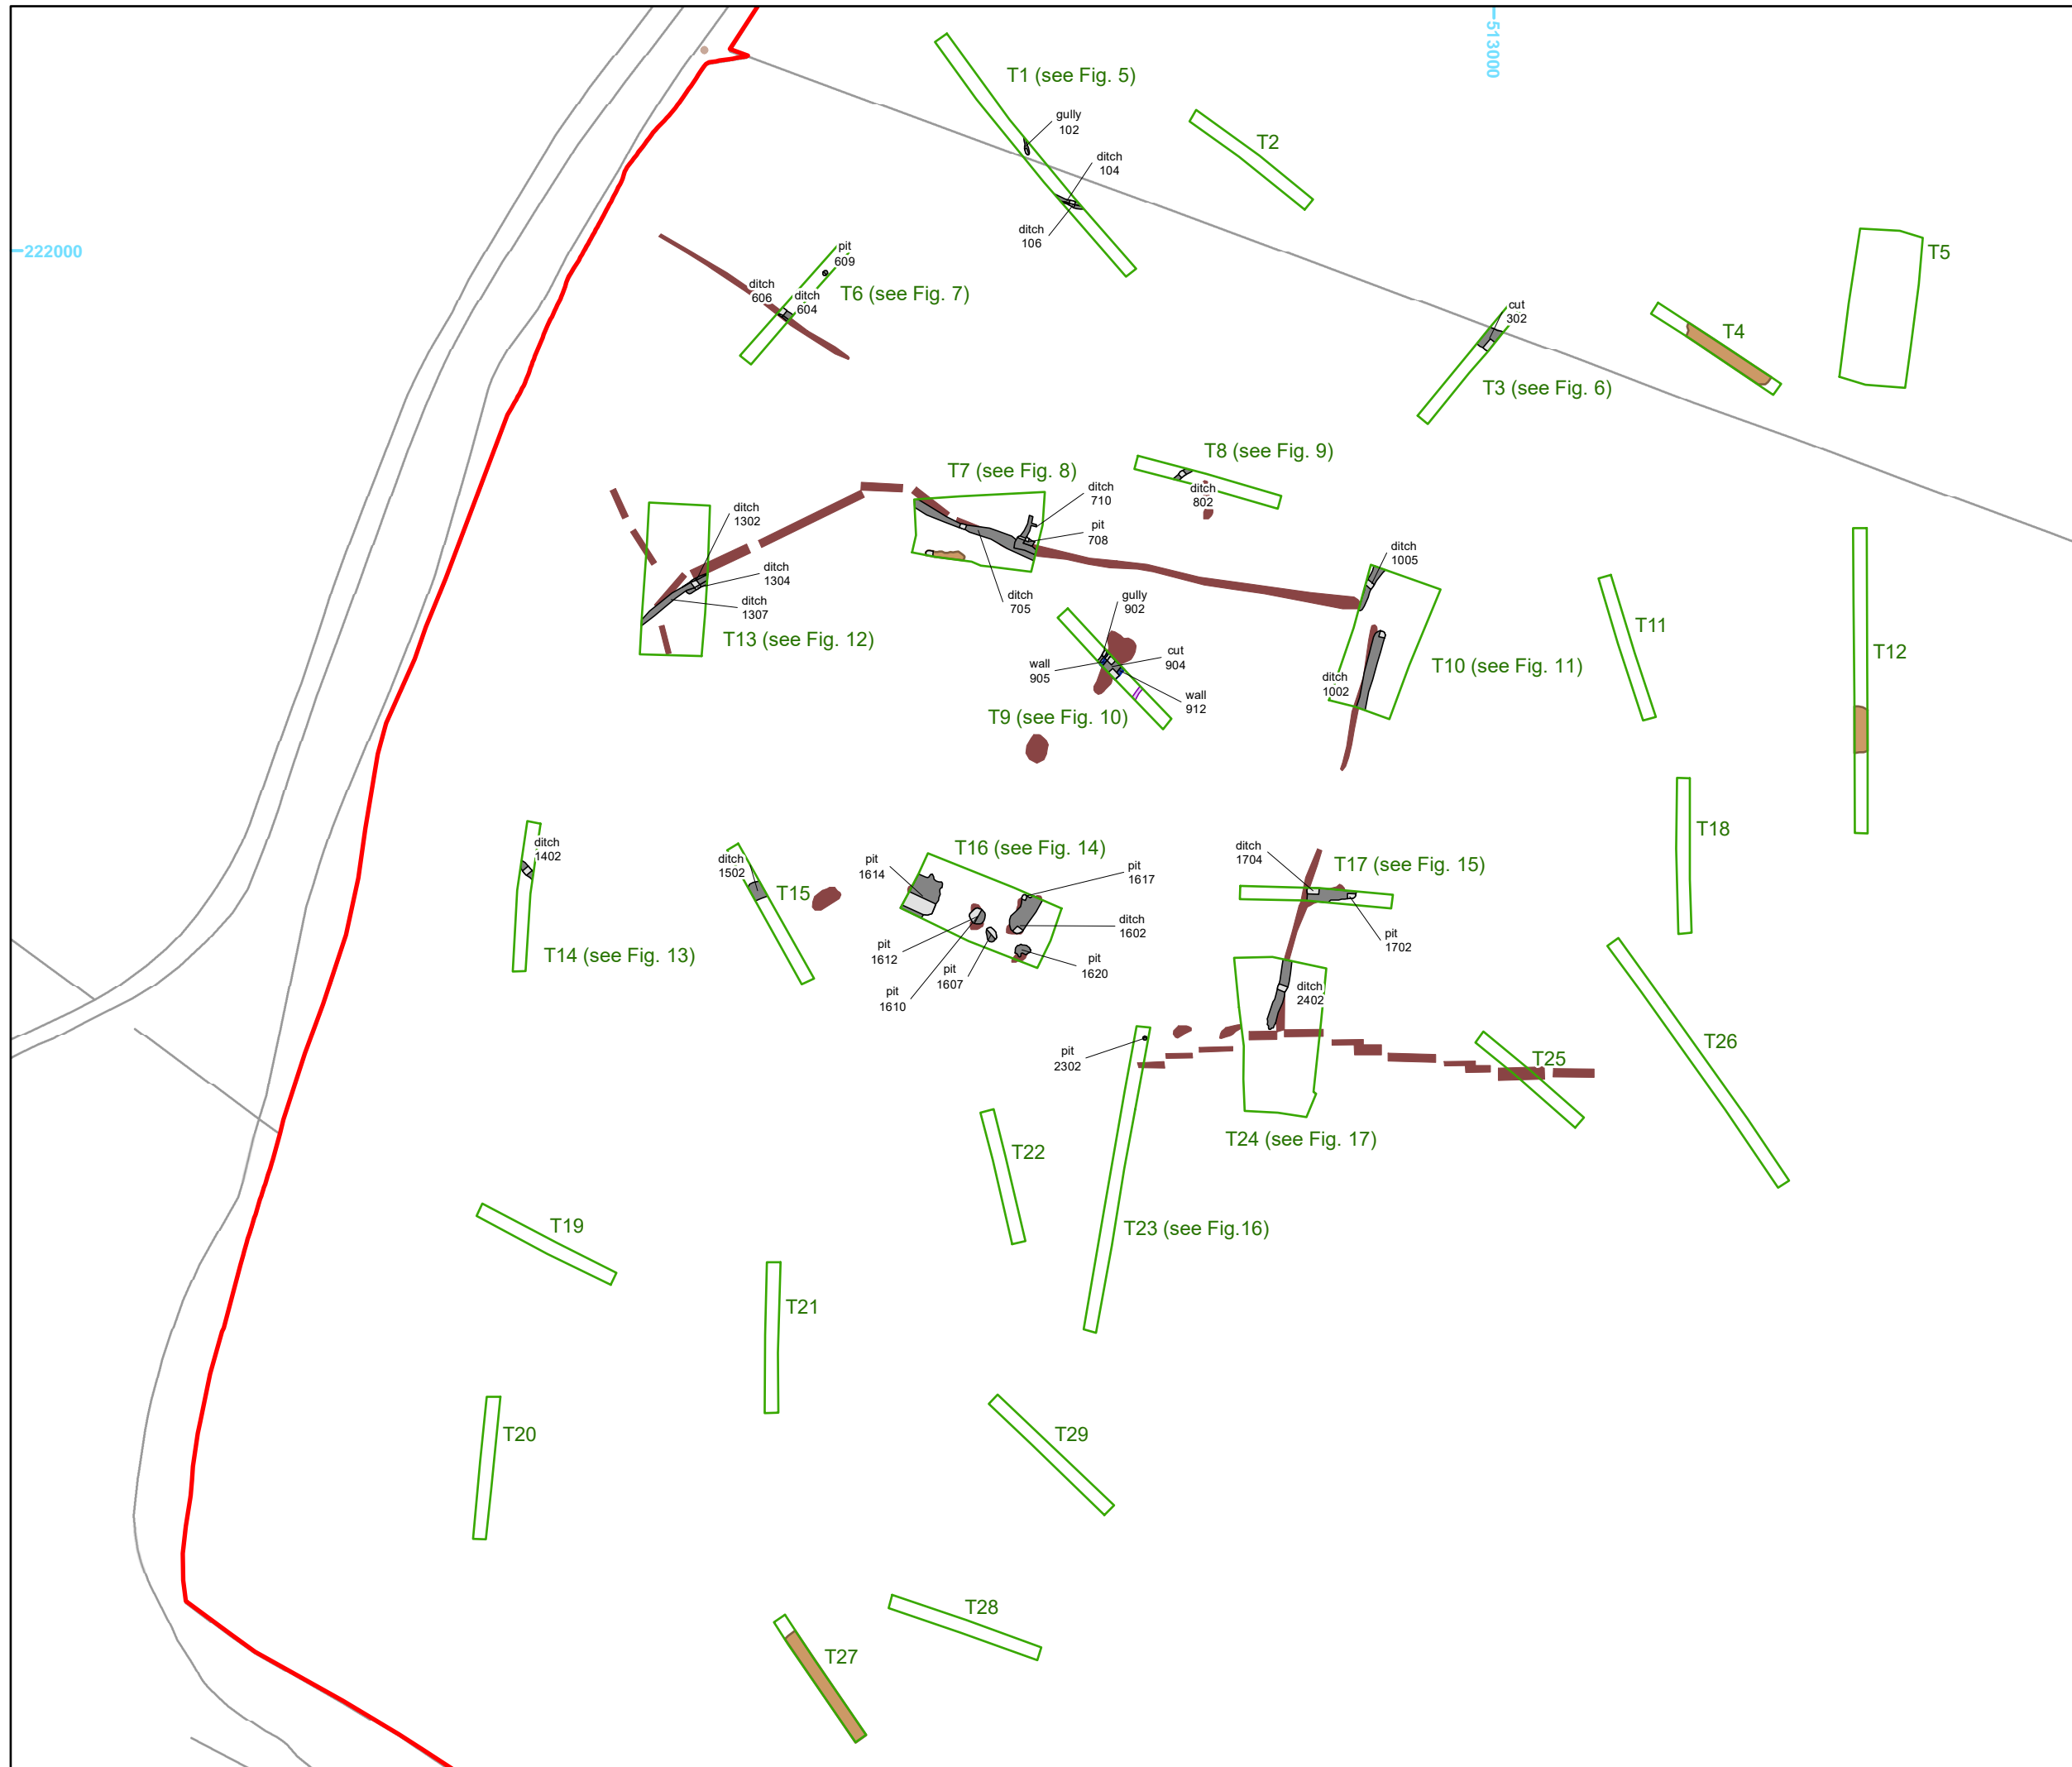 513000
T1 (see Fig. 5)
gully
102
T2
ditch
104
ditch
106
222000
pit
609
T5
T6 (see Fig. 7)
ditch
606
ditch
604
cut
302
T4
T3 (see Fig. 6)
T8 (see Fig. 9)
T7 (see Fig. 8)
ditch
710
ditch
802
ditch
1302
pit
708
ditch
1005
ditch
1304
ditch
1307
ditch
705
gully
902
T11
T13 (see Fig. 12)
T12
cut
904
wall
905
T10 (see Fig. 11)
ditch
1002
wall
912
T9 (see Fig. 10)
T18
ditch
1402
T16 (see Fig. 14)
ditch
1704
T17 (see Fig. 15)
ditch
1502
pit
1614
pit
1617
T15
ditch
1602
pit
1702
T14 (see Fig. 13)
pit
1612
pit
1607
pit
1620
pit
1610
ditch
2402
T26
pit
2302
T25
T24 (see Fig. 17)
T22
T19
T23 (see Fig.16)
T21
T20
T29
T28
T27